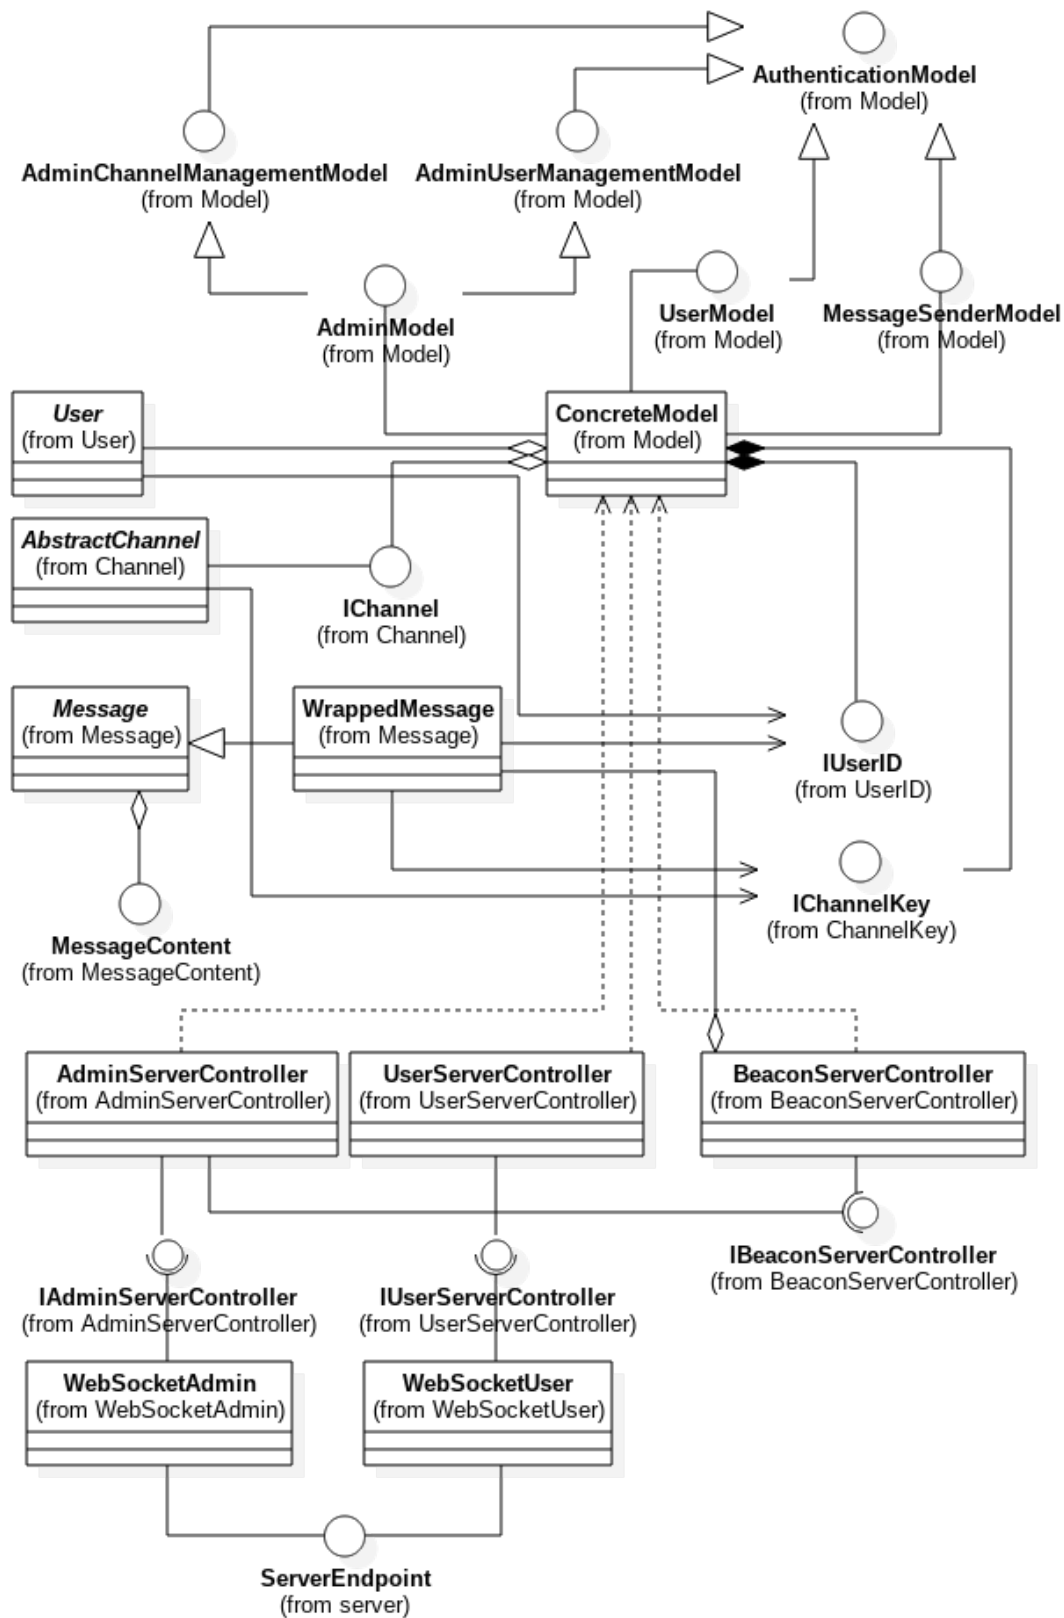 AuthenticationModel
(from Model)
AdminChannelManagementModel
(from Model)
AdminUserManagementModel
(from Model)
AdminModel
(from Model)
UserModel
(from Model)
MessageSenderModel
(from Model)
User
(from User)
ConcreteModel
(from Model)
AbstractChannel
(from Channel)
IChannel
(from Channel)
Message
(from Message)
WrappedMessage
(from Message)
IUserID
(from UserID)
IChannelKey
(from ChannelKey)
MessageContent
(from MessageContent)
AdminServerController
(from AdminServerController)
UserServerController
(from UserServerController)
BeaconServerController
(from BeaconServerController)
IBeaconServerController
(from BeaconServerController)
IAdminServerController
(from AdminServerController)
IUserServerController
(from UserServerController)
WebSocketAdmin
(from WebSocketAdmin)
WebSocketUser
(from WebSocketUser)
ServerEndpoint
(from server)